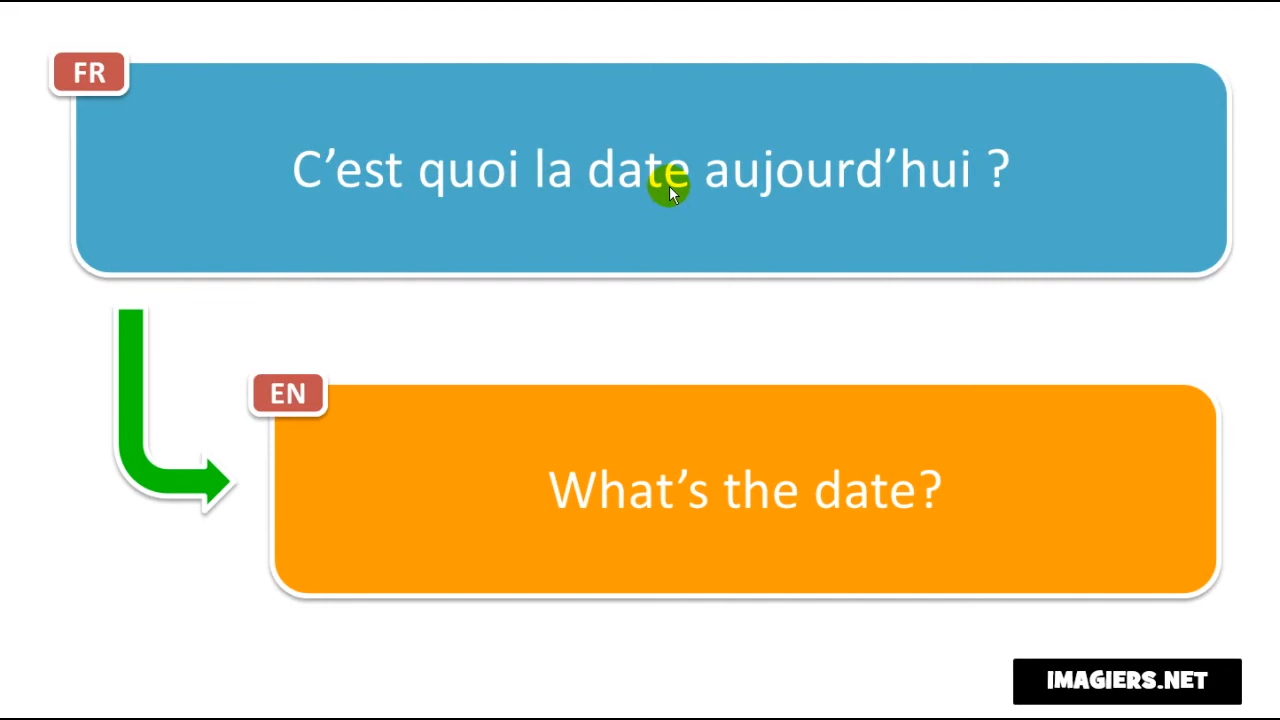 FR
C’est quoi la date aujourd’hui ?
EN
What’s the date?
IMAGIERS.NET